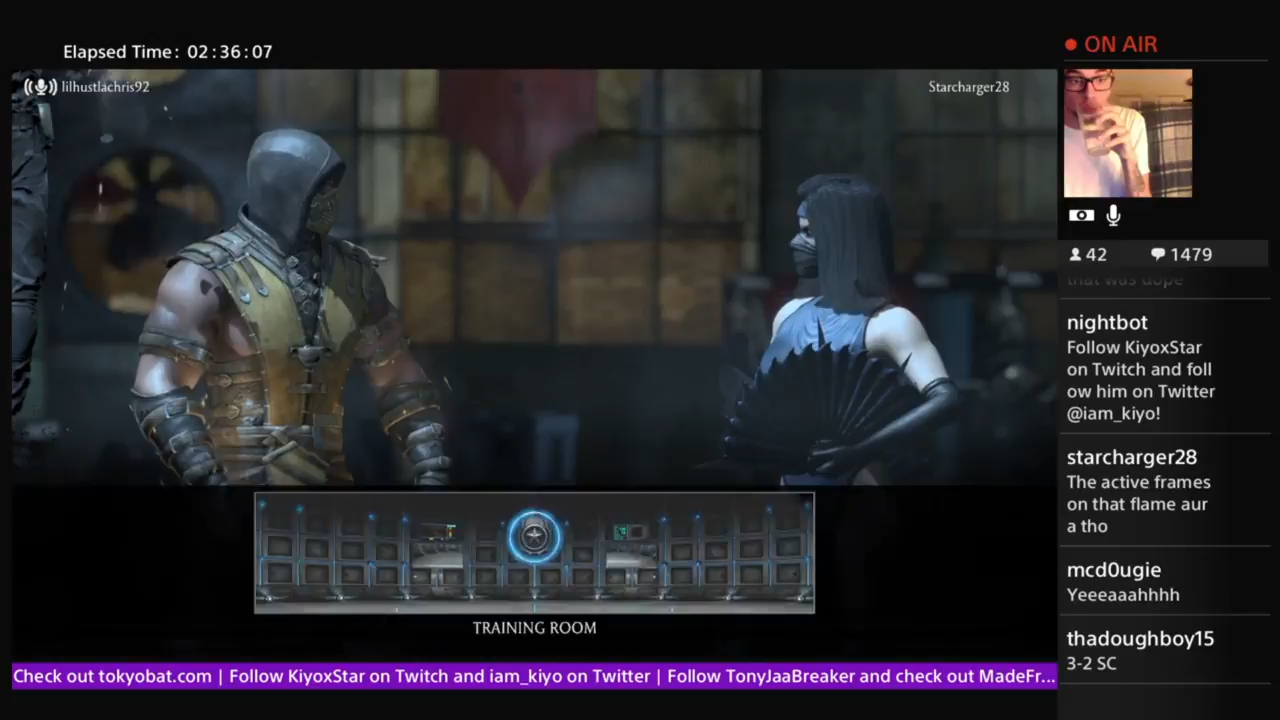 Elapsed Time: 02:36:07
ON AIR
lilhustlachris92
Starcharger28
42
1479
that was dope
nightbot
Follow KiyoxStar
on Twitch and foll
ow him on Twitter
@iam_kiyo!
starcharger28
The active frames
on that flame aur
a tho
mcd0ugie
Yeeeaaahhhh
thadoughboy15
3-2 SC
TRAINING ROOM
Check out tokyobat.com | Follow KiyoxStar on Twitch and iam_kiyo on Twitter | Follow TonyJaaBreaker and check out MadeFr...